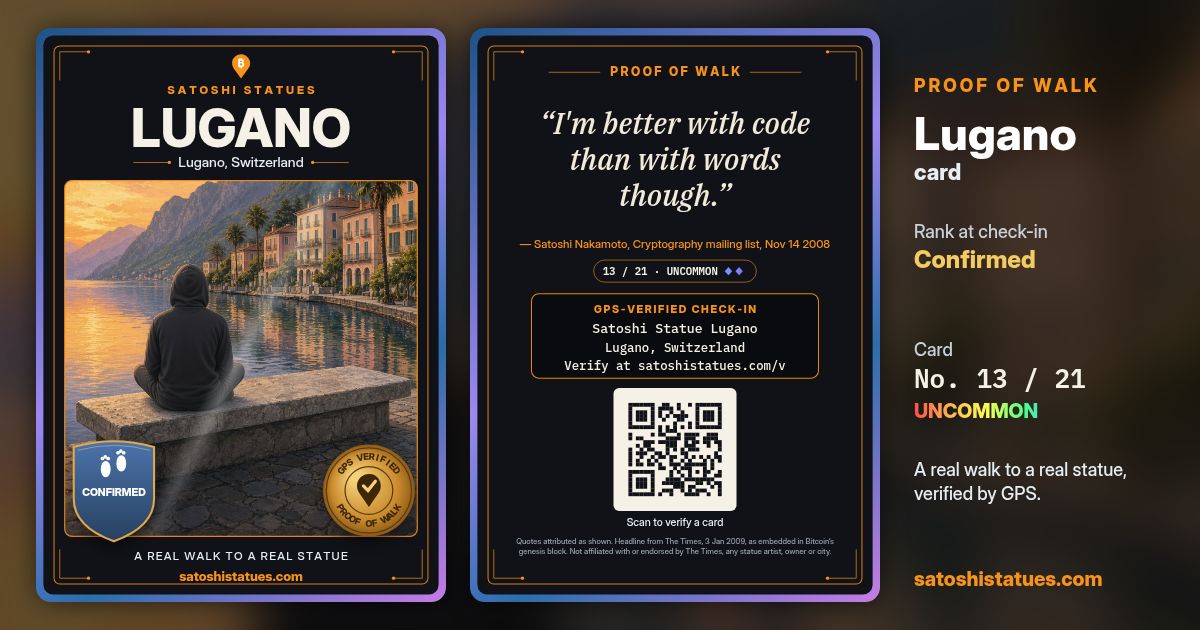 SATOSHI STATUES
LUGANO
Lugano, Switzerland
CONFIRMED
GPS VERIFIED
PROOF OF WALK
A REAL WALK TO A REAL STATUE
satoshistatues.com
PROOF OF WALK
“I'm better with code
than with words
though.”
— Satoshi Nakamoto, Cryptography mailing list, Nov 14 2008
13 / 21 · UNCOMMON
GPS-VERIFIED CHECK-IN
Satoshi Statue Lugano
Lugano, Switzerland
Verify at satoshistatues.com/v
Scan to verify a card
Quotes attributed as shown. Headline from The Times, 3 Jan 2009, as embedded in Bitcoin's
genesis block. Not affiliated with or endorsed by The Times, any statue artist, owner or city.
PROOF OF WALK
Lugano
card
Rank at check-in
Confirmed
Card
No. 13 / 21
UNCOMMON
A real walk to a real statue,
verified by GPS.
satoshistatues.com